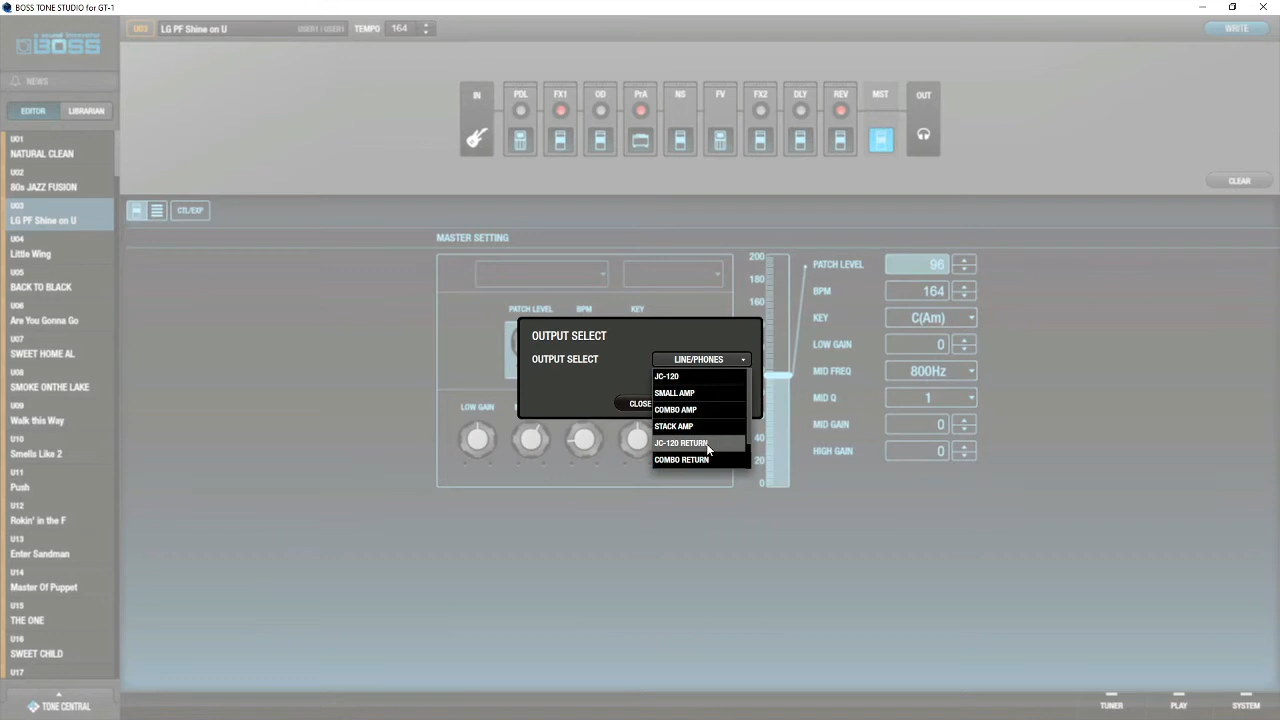 BOSS TONE STUDIO for GT-1
U03 LG PF Shine on U USER1 / USER1 TEMPO 164
WRITE
BOSS
NEWS
EDITOR LIBRARIAN
IN PDL FX1 OD PrA NS FV FX2 DLY REV MST OUT
CLEAR
U01
NATURAL CLEAN
U02
80s JAZZ FUSION
U03
LG PF Shine on U
U04
Little Wing
U05
BACK TO BLACK
U06
Are You Gonna Go
U07
SWEET HOME AL
U08
SMOKE ONTHE LAKE
U09
Walk this Way
U10
Smells Like 2
U11
Push
U12
Rokin' in the F
U13
Enter Sandman
U14
Master Of Puppet
U15
THE ONE
U16
SWEET CHILD
U17
TONE CENTRAL
CTL/EXP
MASTER SETTING
PATCH LEVEL BPM KEY
LOW GAIN
200
180
160
40
20
0
PATCH LEVEL 96
BPM 164
KEY C(Am)
LOW GAIN 0
MID FREQ 800Hz
MID Q 1
MID GAIN 0
HIGH GAIN 0
OUTPUT SELECT
OUTPUT SELECT LINE/PHONES
JC-120
SMALL AMP
COMBO AMP
STACK AMP
JC-120 RETURN
COMBO RETURN
CLOSE
TUNER PLAY SYSTEM